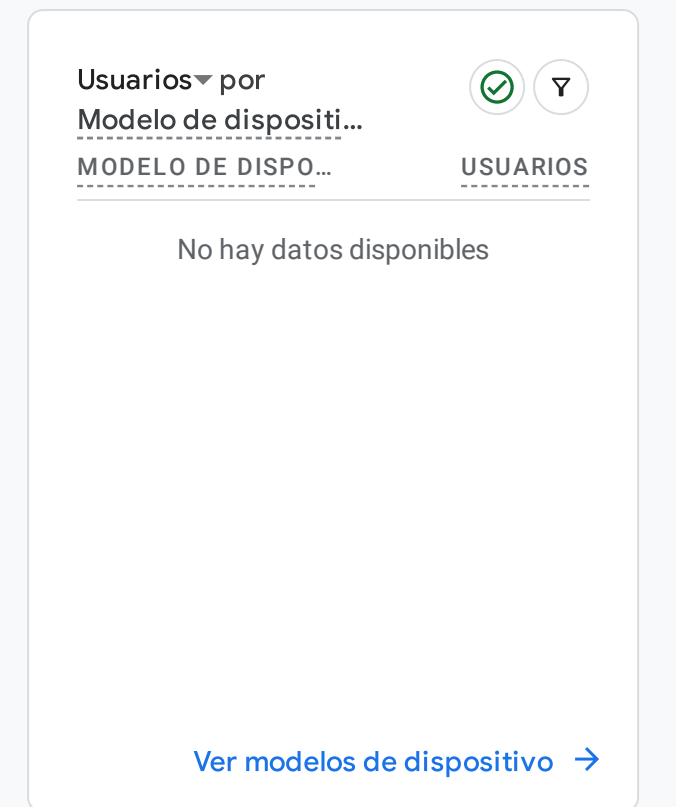 Usuarios por
Modelo de dispositi...
MODELO DE DISPO... USUARIOS
No hay datos disponibles
Ver modelos de dispositivo